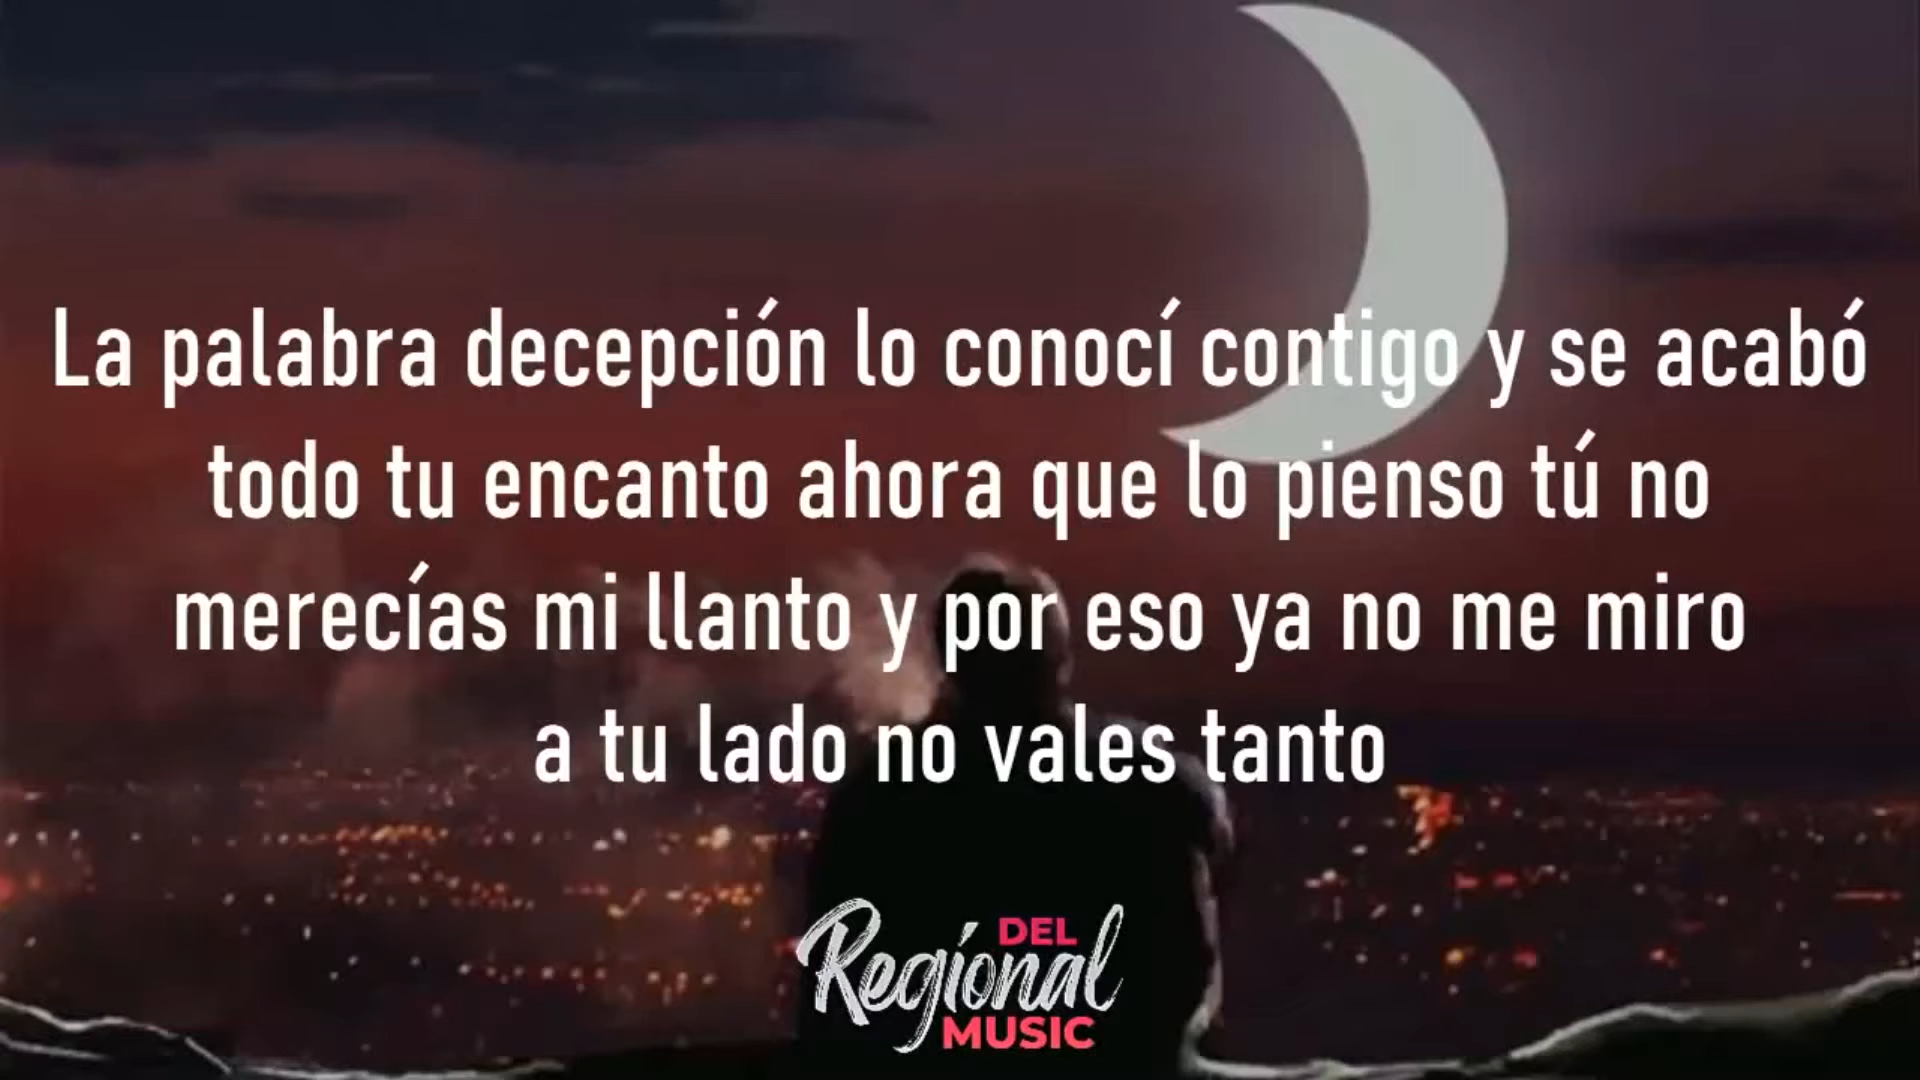 La palabra decepción lo conocí contigo y se acabó
todo tu encanto ahora que lo pienso tú no
merecías mi llanto y por eso ya no me miro
a tu lado no vales tanto
DEL
Regional
MUSIC